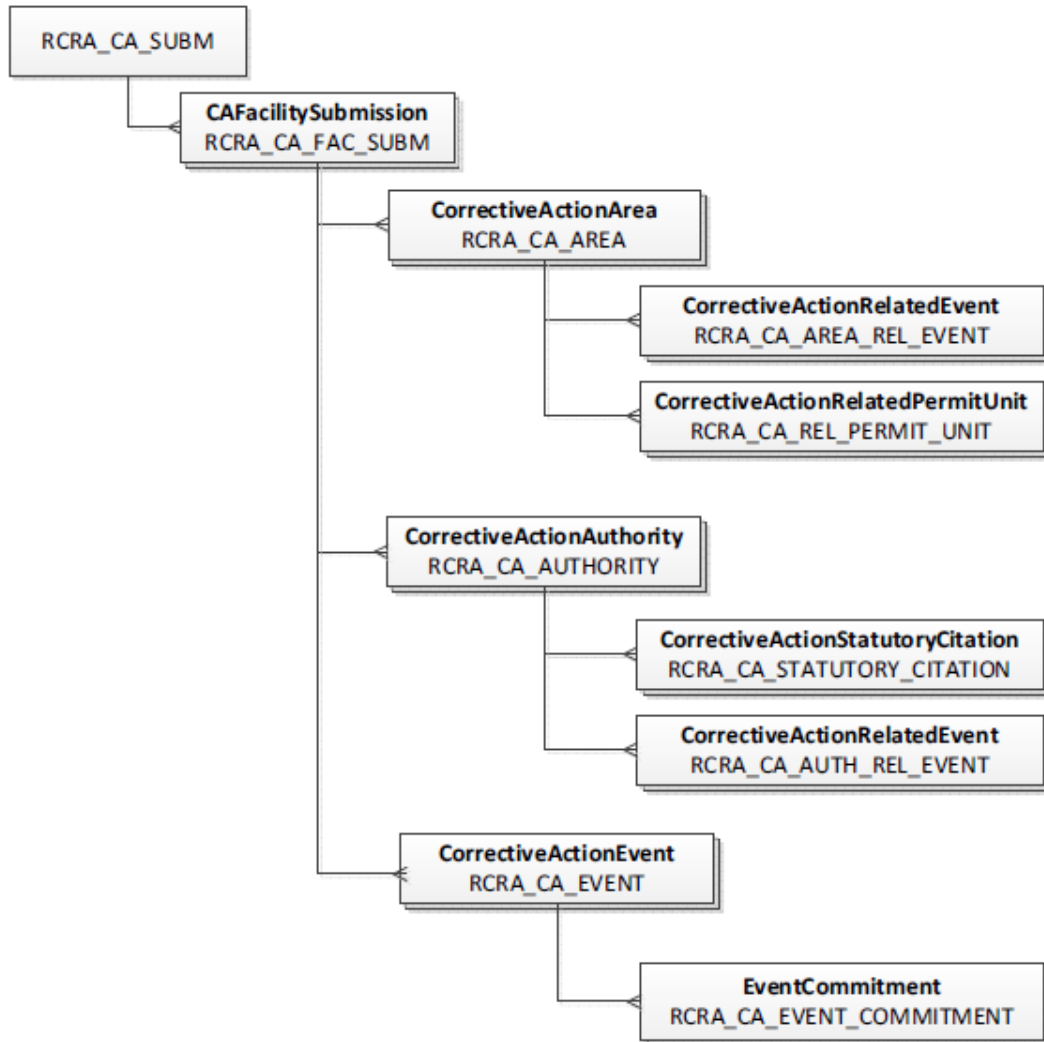 RCRA_CA_SUBM
CAFacilitySubmission
RCRA_CA_FAC_SUBM
CorrectiveActionArea
RCRA_CA_AREA
CorrectiveActionRelatedEvent
RCRA_CA_AREA_REL_EVENT
CorrectiveActionRelatedPermitUnit
RCRA_CA_REL_PERMIT_UNIT
CorrectiveActionAuthority
RCRA_CA_AUTHORITY
CorrectiveActionStatutoryCitation
RCRA_CA_STATUTORY_CITATION
CorrectiveActionRelatedEvent
RCRA_CA_AUTH_REL_EVENT
CorrectiveActionEvent
RCRA_CA_EVENT
EventCommitment
RCRA_CA_EVENT_COMMITMENT